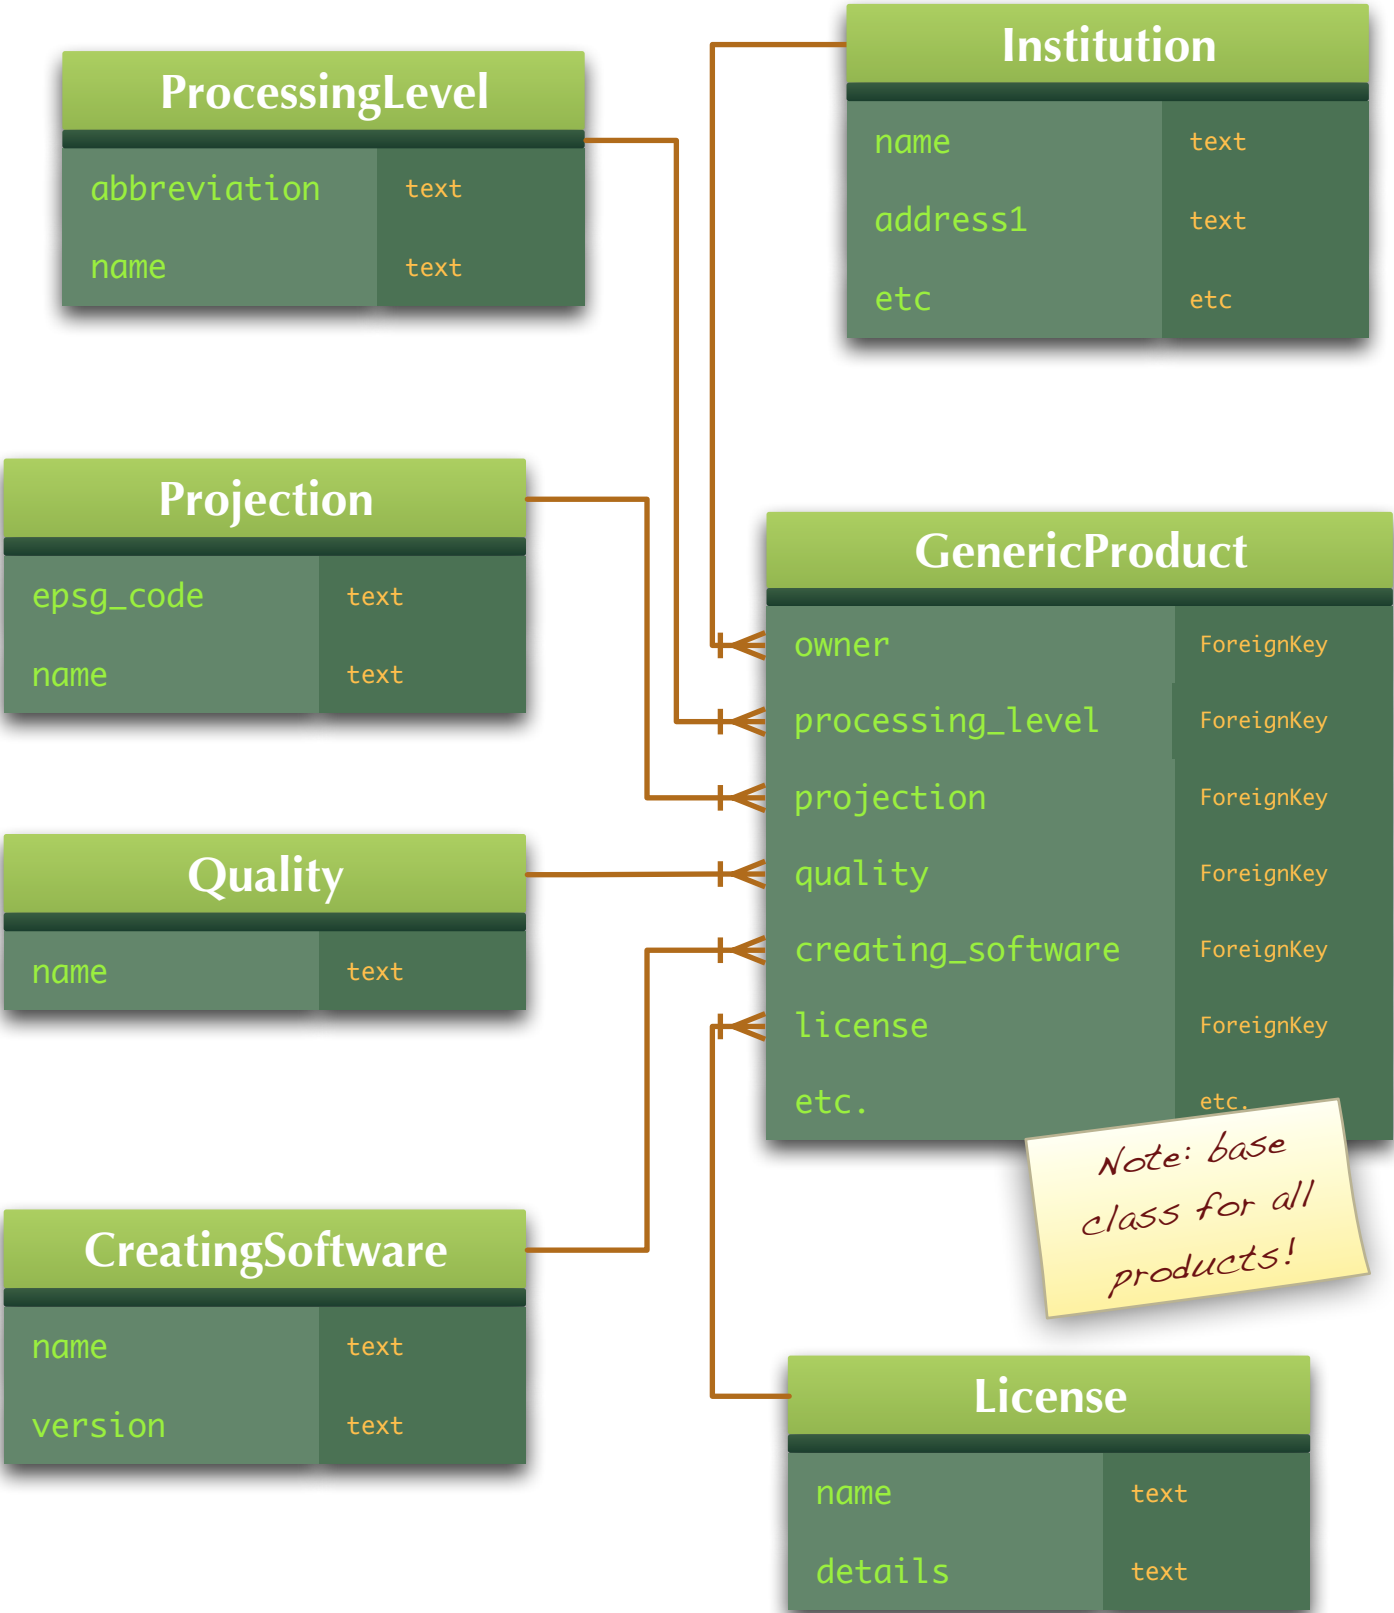 ProcessingLevel
abbreviation text
name text
Institution
name text
address1 text
etc etc
Projection
epsg_code text
name text
GenericProduct
owner ForeignKey
processing_level ForeignKey
projection ForeignKey
quality ForeignKey
creating_software ForeignKey
license ForeignKey
etc. etc.
Note: base
class for all
products!
Quality
name text
CreatingSoftware
name text
version text
License
name text
details text